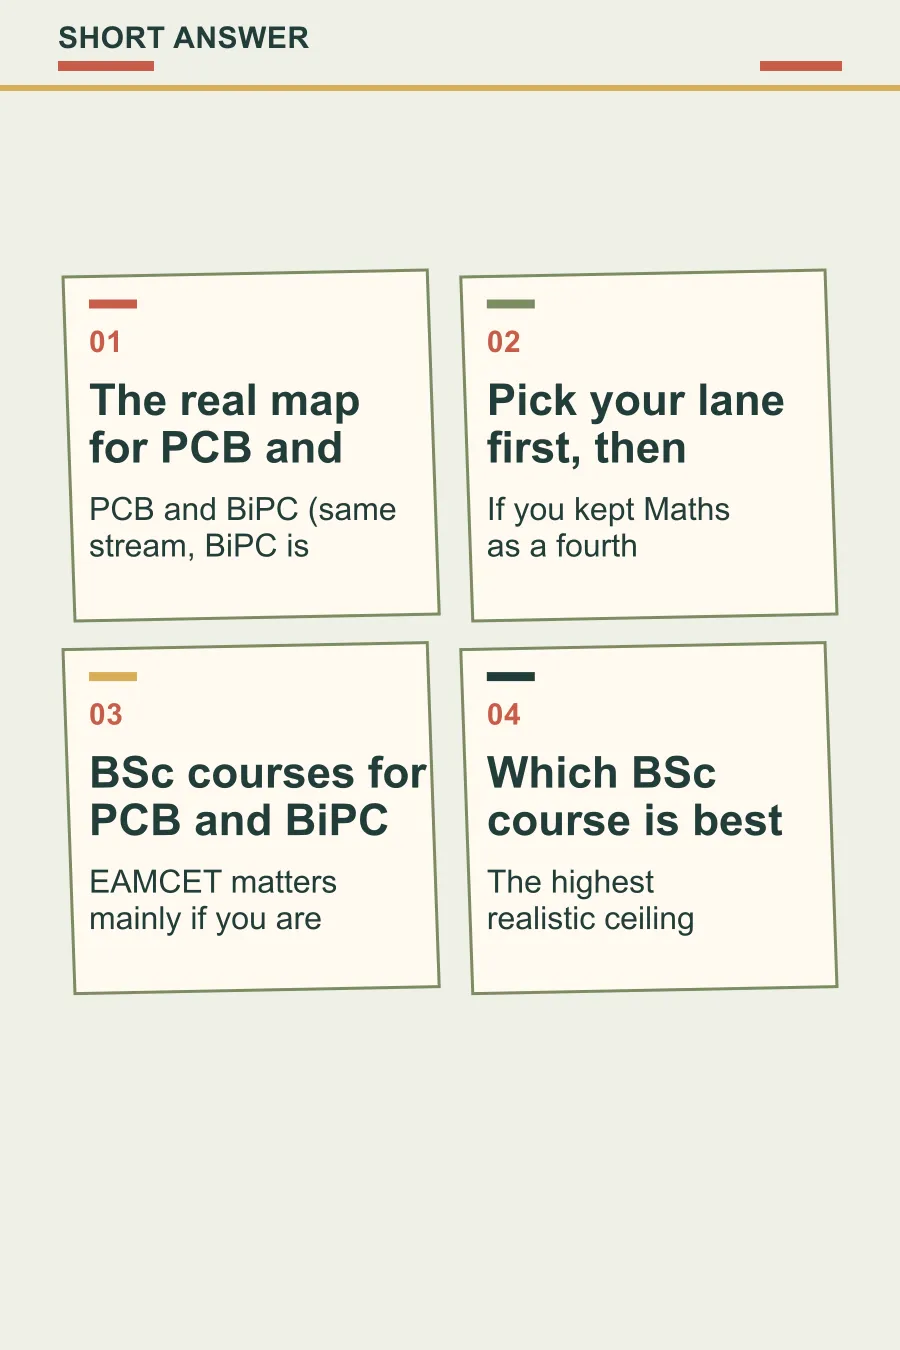 SHORT ANSWER
01
The real map
for PCB and
PCB and BiPC (same
stream, BiPC is
02
Pick your lane
first, then
If you kept Maths
as a fourth
03
BSc courses for
PCB and BiPC
EAMCET matters
mainly if you are
04
Which BSc
course is best
The highest
realistic ceiling